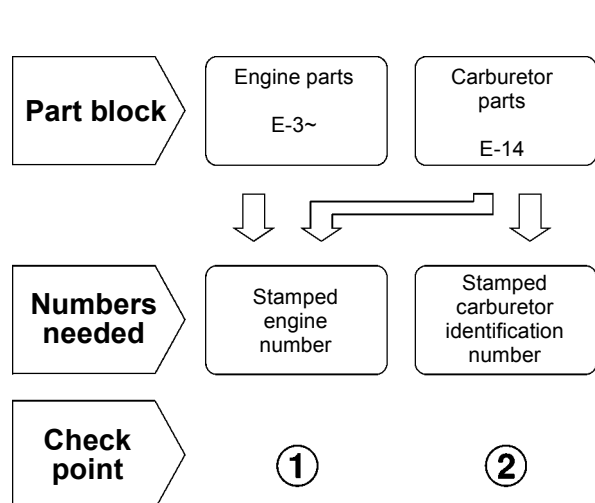 Part block
Engine parts
E-3~
Carburetor
parts
E-14
Numbers
needed
Stamped
engine
number
Stamped
carburetor
identification
number
Check
point
①
②